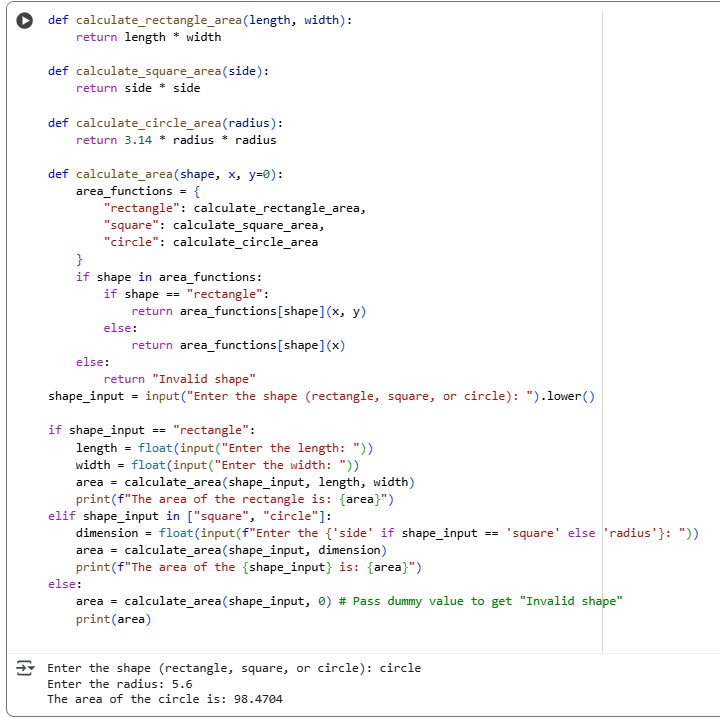 def calculate_rectangle_area(length, width):
    return length * width

def calculate_square_area(side):
    return side * side

def calculate_circle_area(radius):
    return 3.14 * radius * radius

def calculate_area(shape, x, y=0):
    area_functions = {
        "rectangle": calculate_rectangle_area,
        "square": calculate_square_area,
        "circle": calculate_circle_area
    }
    if shape in area_functions:
        if shape == "rectangle":
            return area_functions[shape](x, y)
        else:
            return area_functions[shape](x)
    else:
        return "Invalid shape"
shape_input = input("Enter the shape (rectangle, square, or circle): ").lower()

if shape_input == "rectangle":
    length = float(input("Enter the length: "))
    width = float(input("Enter the width: "))
    area = calculate_area(shape_input, length, width)
    print(f"The area of the rectangle is: {area}")
elif shape_input in ["square", "circle"]:
    dimension = float(input(f"Enter the {'side' if shape_input == 'square' else 'radius'}: "))
    area = calculate_area(shape_input, dimension)
    print(f"The area of the {shape_input} is: {area}")
else:
    area = calculate_area(shape_input, 0) # Pass dummy value to get "Invalid shape"
    print(area)

Enter the shape (rectangle, square, or circle): circle
Enter the radius: 5.6
The area of the circle is: 98.4704